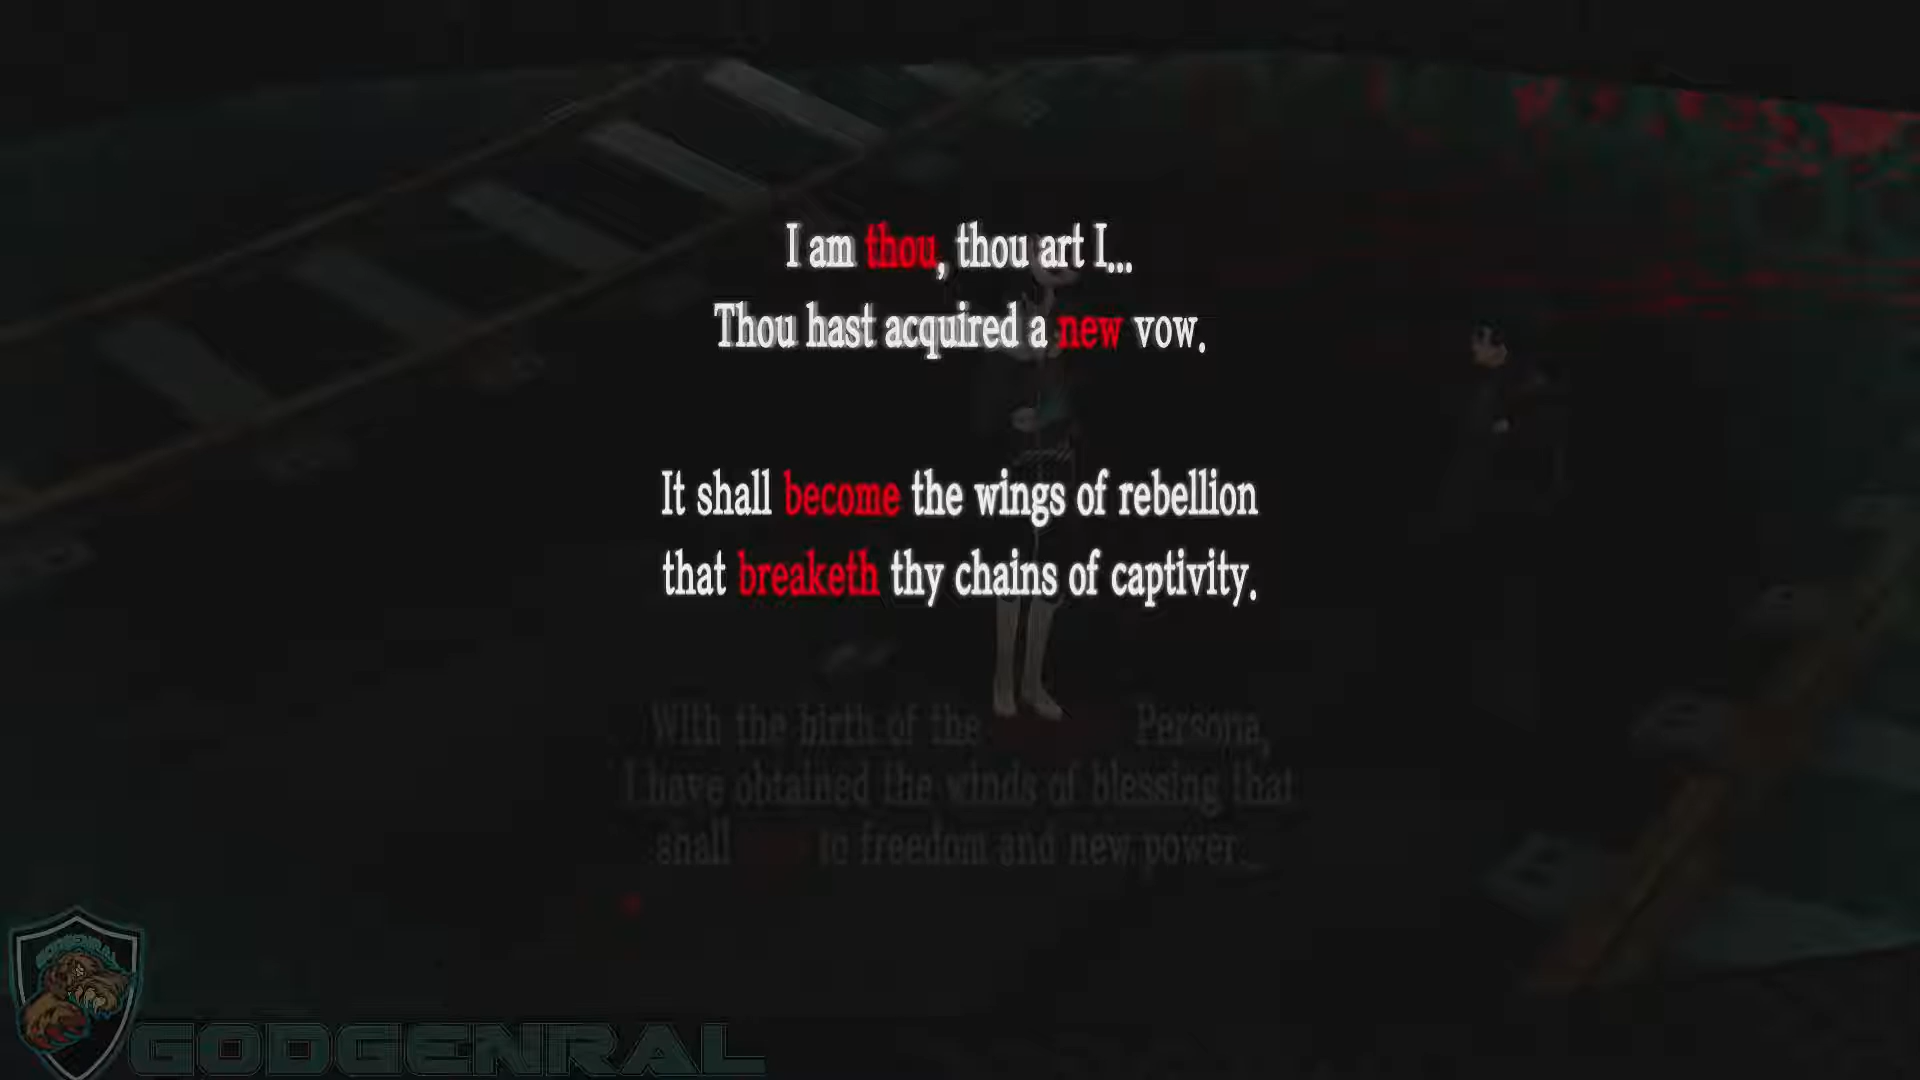 I am thou, thou art I...
Thou hast acquired a new vow.
It shall become the wings of rebellion
that breaketh thy chains of captivity.
With the birth of the Persona,
I have obtained the winds of blessing that
shall to freedom and new power...
GODGENRAL
GODGENRAL